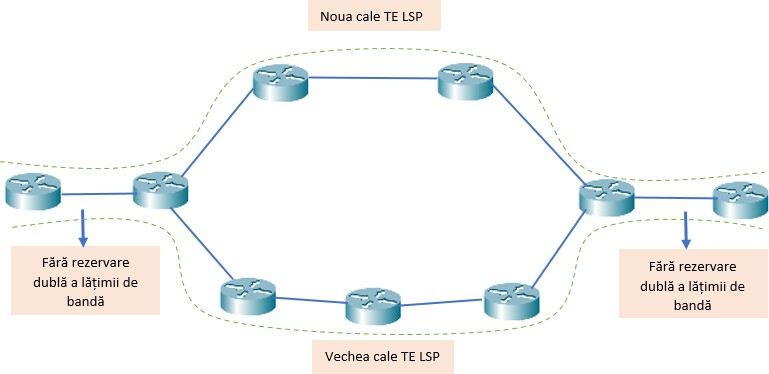 Noua cale TE LSP
Fără rezervare
dublă a lățimii de
bandă
Fără rezervare
dublă a lățimii de
bandă
Vechea cale TE LSP